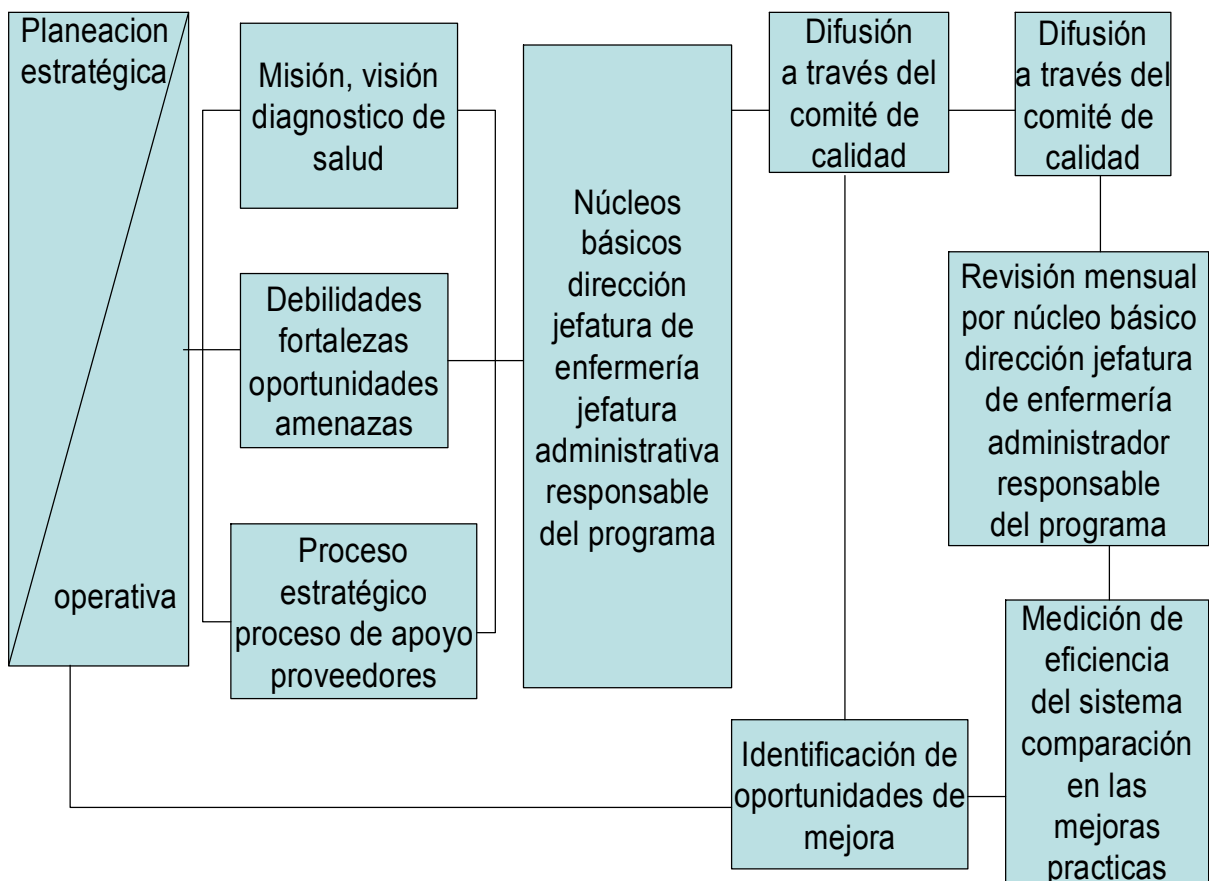 Planeacion
estratégica
operativa
Misión, visión
diagnostico de
salud
Debilidades
fortalezas
oportunidades
amenazas
Proceso
estratégico
proceso de apoyo
proveedores
Núcleos
básicos
dirección
jefatura de
enfermería
jefatura
administrativa
responsable
del programa
Difusión
a través del
comité de
calidad
Difusión
a través del
comité de
calidad
Revisión mensual
por núcleo básico
dirección jefatura
de enfermería
administrador
responsable
del programa
Medición de
eficiencia
del sistema
comparación
en las
mejoras
practicas
Identificación de
oportunidades de
mejora